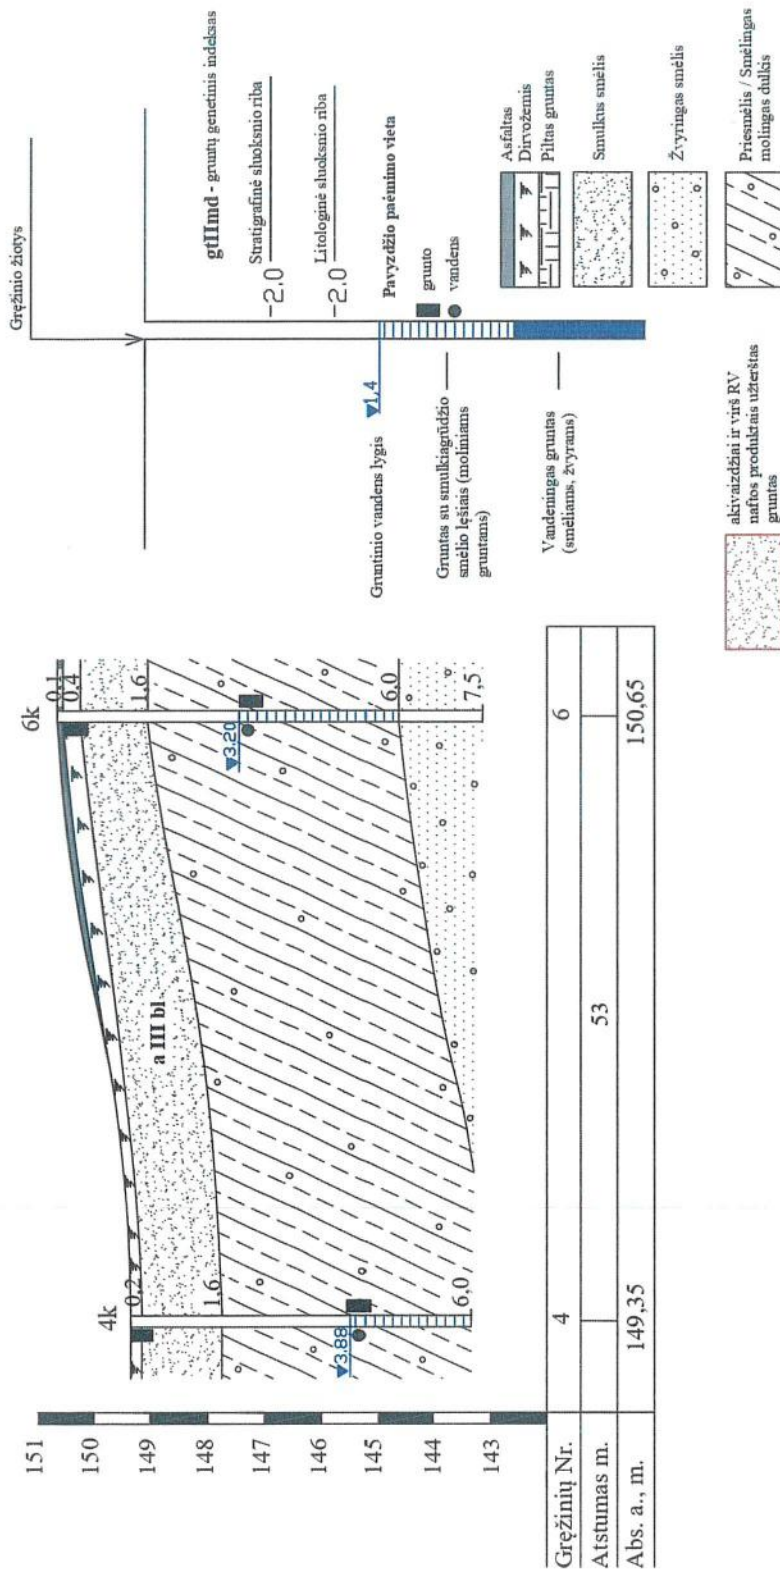 151
150
149
148
147
146
145
144
143
4k
0,2
1,6
3.88
6,0
a III bl
6k
0,1
0,4
1,6
3.20
6,0
7,5
Gręžinių Nr.
4
6
Atstumas m.
53
Abs. a., m.
149,35
150,65
Gręžinio žiotys
gtIImd - gruntų genetinis indeksas
Stratigrafinė sluoksnio riba
-2,0
Litologinė sluoksnio riba
-2,0
1,4
Gruntinio vandens lygis
Pavyzdžio paėmimo vieta
grunto
vandens
Gruntas su smulkiagrūdžio
smėlio lęšiais (moliniams
gruntams)
Vandeningas gruntas
(smėliams, žvyrams)
Asfaltas
Dirvožemis
Piltas gruntas
Smulkus smėlis
Žvyringas smėlis
Priesmėlis / Smėlingas
molingas dulkis
akivaizdžiai ir virš RV
naftos produktais užterštas
gruntas